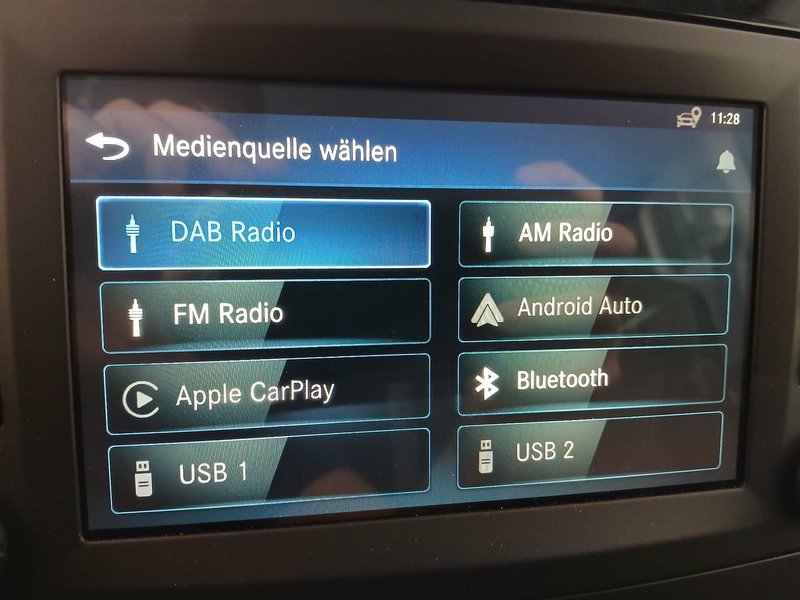 11:28
Medienquelle wählen
DAB Radio
AM Radio
FM Radio
Android Auto
Apple CarPlay
Bluetooth
USB 1
USB 2